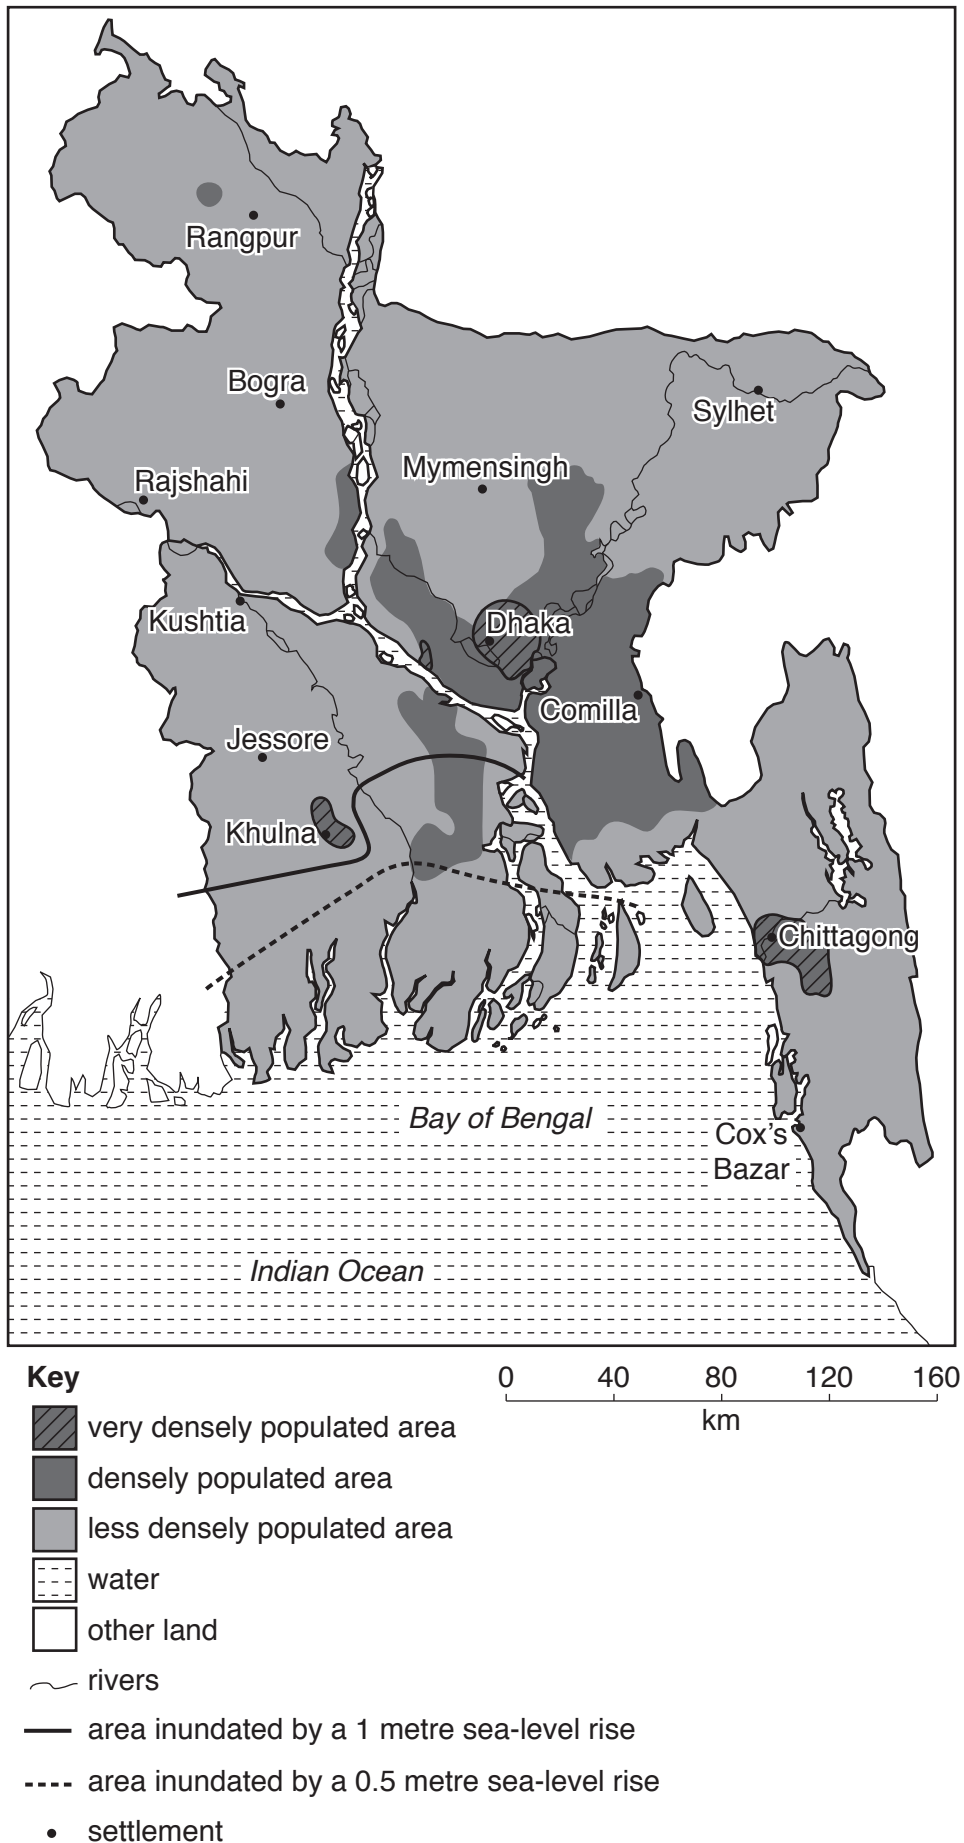 Rangpur
Bogra
Sylhet
Rajshahi
Mymensingh
Kushtia
Dhaka
Comilla
Jessore
Khulna
Chittagong
Bay of Bengal
Cox's
Bazar
Indian Ocean
Key
0 40 80 120 160
km
very densely populated area
densely populated area
less densely populated area
water
other land
rivers
area inundated by a 1 metre sea-level rise
area inundated by a 0.5 metre sea-level rise
settlement